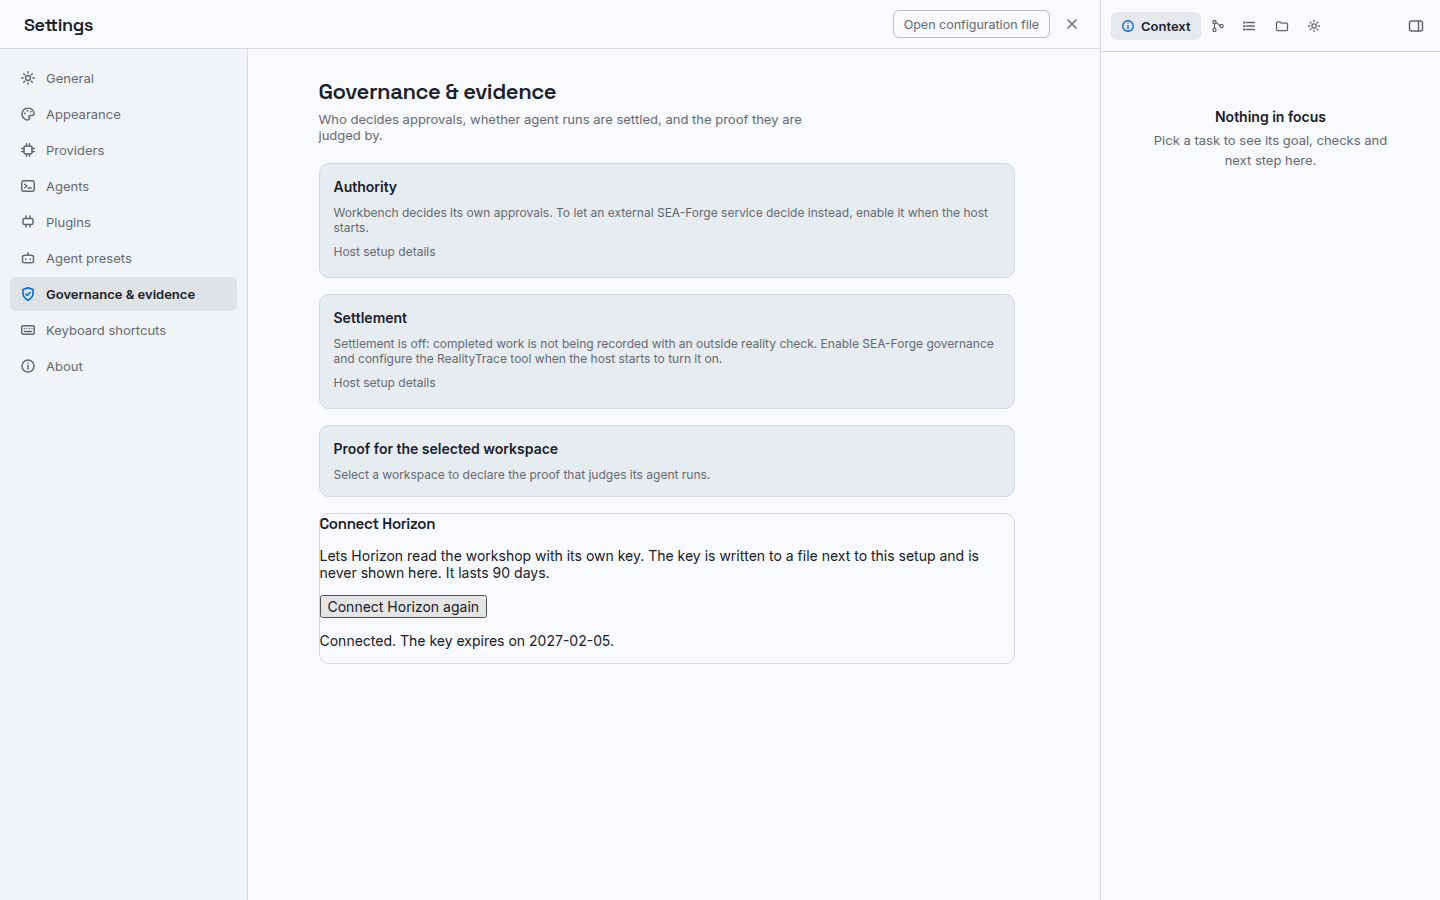 Settings
Open configuration file
Context
General
Appearance
Providers
Agents
Plugins
Agent presets
Governance & evidence
Keyboard shortcuts
About
Governance & evidence
Who decides approvals, whether agent runs are settled, and the proof they are
judged by.
Authority
Workbench decides its own approvals. To let an external SEA-Forge service decide instead, enable it when the host
starts.
Host setup details
Settlement
Settlement is off: completed work is not being recorded with an outside reality check. Enable SEA-Forge governance
and configure the RealityTrace tool when the host starts to turn it on.
Host setup details
Proof for the selected workspace
Select a workspace to declare the proof that judges its agent runs.
Connect Horizon
Lets Horizon read the workshop with its own key. The key is written to a file next to this setup and is
never shown here. It lasts 90 days.
Connect Horizon again
Connected. The key expires on 2027-02-05.
Nothing in focus
Pick a task to see its goal, checks and
next step here.